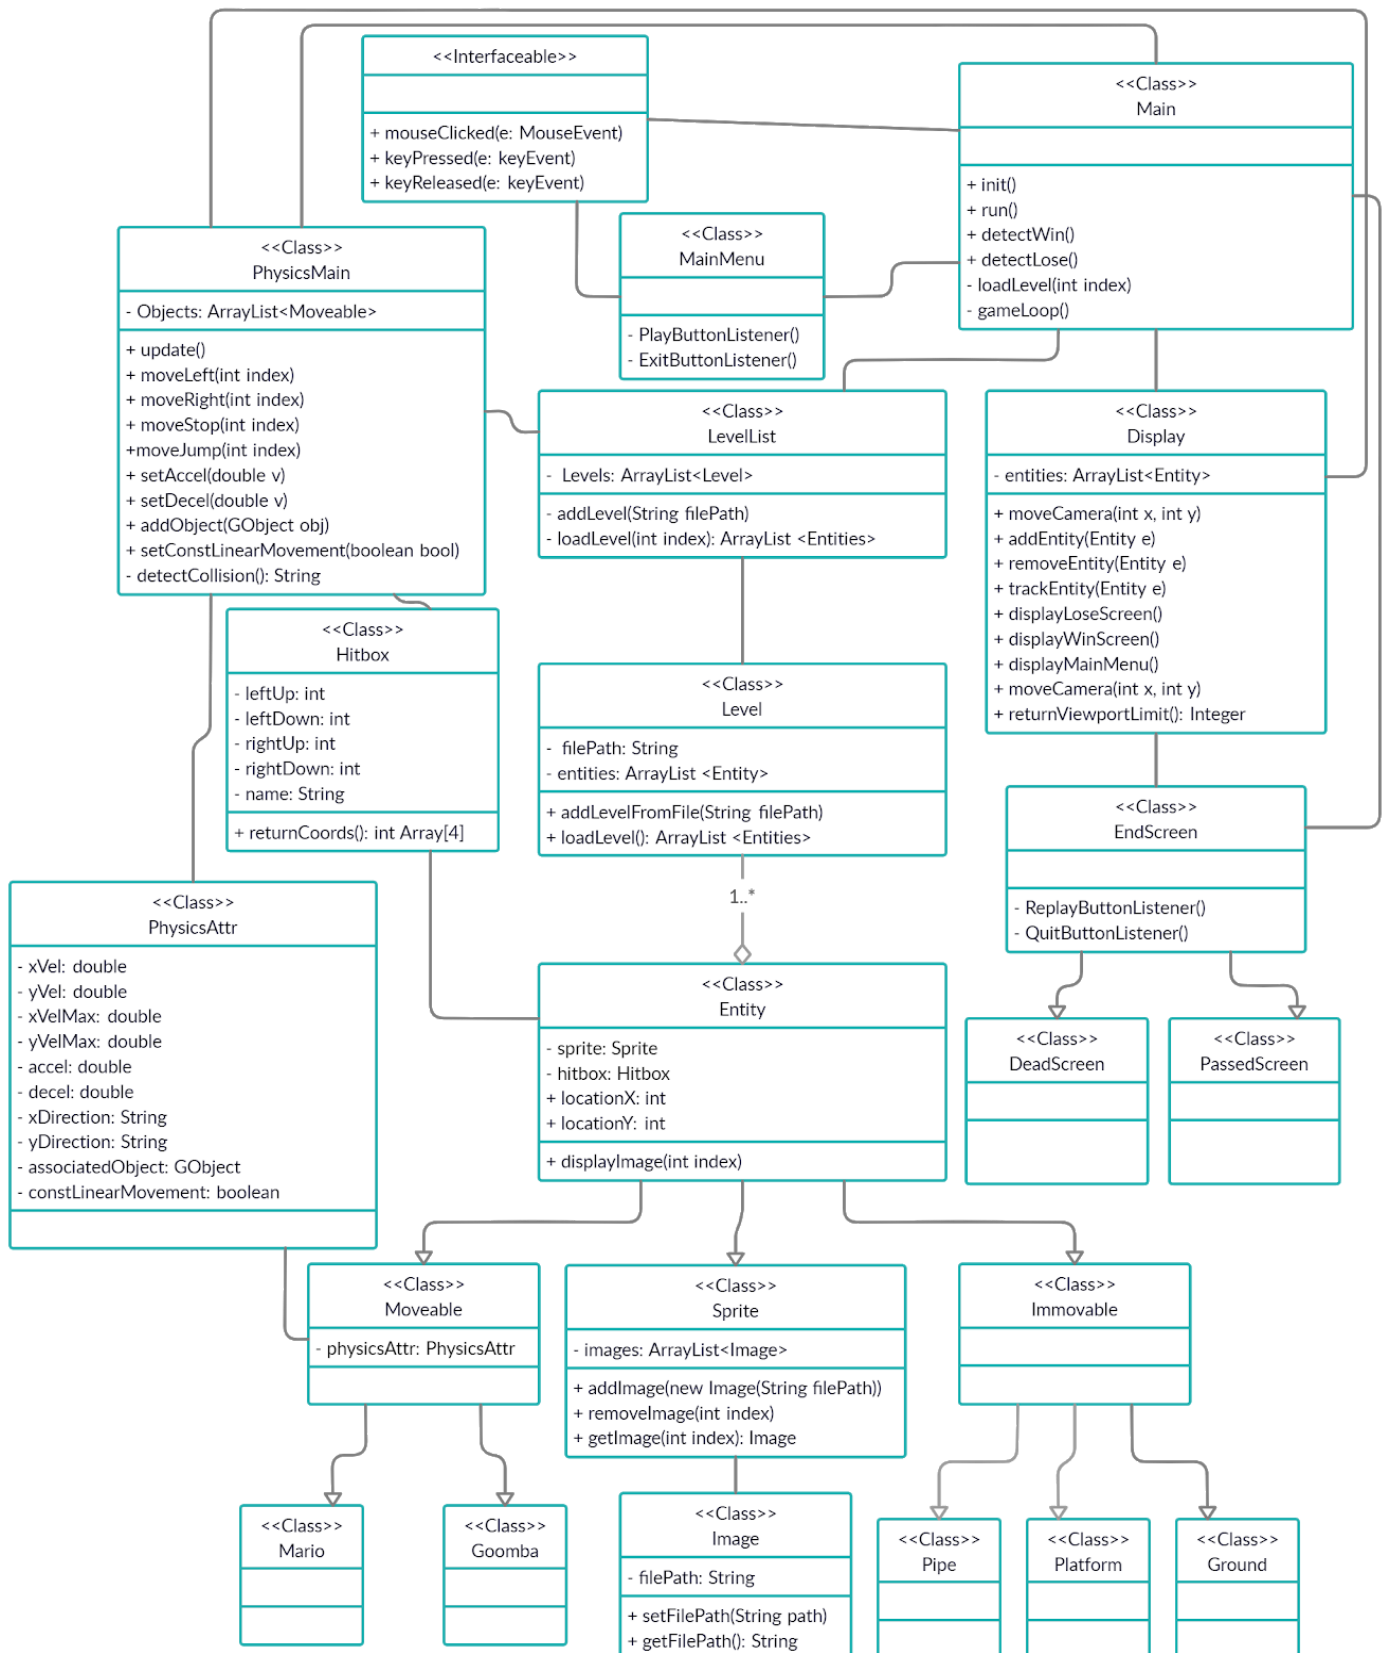 <<Interfaceable>>
+ mouseClicked(e: MouseEvent)
+ keyPressed(e: keyEvent)
+ keyReleased(e: keyEvent)
<<Class>>
Main
+ init()
+ run()
+ detectWin()
+ detectLose()
- loadLevel(int index)
- gameLoop()
<<Class>>
MainMenu
- PlayButtonListener()
- ExitButtonListener()
<<Class>>
PhysicsMain
- Objects: ArrayList<Moveable>
+ update()
+ moveLeft(int index)
+ moveRight(int index)
+ moveStop(int index)
+moveJump(int index)
+ setAccel(double v)
+ setDecel(double v)
+ addObject(GObject obj)
+ setConstLinearMovement(boolean bool)
- detectCollision(): String
<<Class>>
LevelList
- Levels: ArrayList<Level>
- addLevel(String filePath)
- loadLevel(int index): ArrayList <Entities>
<<Class>>
Display
- entities: ArrayList<Entity>
+ moveCamera(int x, int y)
+ addEntity(Entity e)
+ removeEntity(Entity e)
+ trackEntity(Entity e)
+ displayLoseScreen()
+ displayWinScreen()
+ displayMainMenu()
+ moveCamera(int x, int y)
+ returnViewportLimit(): Integer
<<Class>>
Hitbox
- leftUp: int
- leftDown: int
- rightUp: int
- rightDown: int
- name: String
+ returnCoords(): int Array[4]
<<Class>>
Level
- filePath: String
- entities: ArrayList <Entity>
+ addLevelFromFile(String filePath)
+ loadLevel(): ArrayList <Entities>
1..*
<<Class>>
EndScreen
- ReplayButtonListener()
- QuitButtonListener()
<<Class>>
PhysicsAttr
- xVel: double
- yVel: double
- xVelMax: double
- yVelMax: double
- accel: double
- decel: double
- xDirection: String
- yDirection: String
- associatedObject: GObject
- constLinearMovement: boolean
<<Class>>
Entity
- sprite: Sprite
- hitbox: Hitbox
+ locationX: int
+ locationY: int
+ displayImage(int index)
<<Class>>
DeadScreen
<<Class>>
PassedScreen
<<Class>>
Moveable
- physicsAttr: PhysicsAttr
<<Class>>
Sprite
- images: ArrayList<Image>
+ addImage(new Image(String filePath))
+ removeImage(int index)
+ getImage(int index): Image
<<Class>>
Immovable
<<Class>>
Mario
<<Class>>
Goomba
<<Class>>
Image
- filePath: String
+ setFilePath(String path)
+ getFilePath(): String
<<Class>>
Pipe
<<Class>>
Platform
<<Class>>
Ground